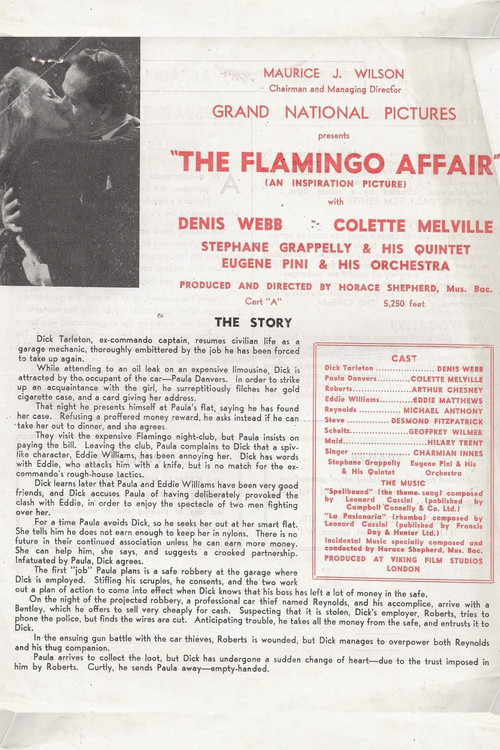 MAURICE J. WILSON
Chairman and Managing Director
GRAND NATIONAL PICTURES
presents
"THE FLAMINGO AFFAIR"
(AN INSPIRATION PICTURE)
with
DENIS WEBB COLETTE MELVILLE
STEPHANE GRAPPELLY & HIS QUINTET
EUGENE PINI & HIS ORCHESTRA
PRODUCED AND DIRECTED BY HORACE SHEPHERD, Mus. Bac.
Cert "A" 5,250 feet
THE STORY
Dick Tarleton, ex-commando captain, resumes civilian life as a
garage mechanic, thoroughly embittered by the job he has been forced
to take up again.
While attending to an oil leak on an expensive limousine, Dick is
attracted by the occupant of the car—Paula Danvers. In order to strike
up an acquaintance with the girl, he surreptitiously filches her gold
cigarette case, and a card giving her address.
That night he presents himself at Paula's flat, saying he has found
her case. Refusing a proffered money reward, he asks instead if he can
take her out to dinner, and she agrees.
They visit the expensive Flamingo night-club, but Paula insists on
paying the bill. Leaving the club, Paula complains to Dick that a spiv-
like character, Eddie Williams, has been annoying her. Dick has words
with Eddie, who attacks him with a knife, but is no match for the ex-
commando's rough-house tactics.
Dick learns later that Paula and Eddie Williams have been very good
friends, and Dick accuses Paula of having deliberately provoked the
clash with Eddie, in order to enjoy the spectacle of two men fighting
over her.
For a time Paula avoids Dick, so he seeks her out at her smart flat.
She tells him he does not earn enough to keep her in nylons. There is no
future in their continued association unless he can earn more money.
She can help him, she says, and suggests a crooked partnership.
Infatuated by Paula, Dick agrees.
The first "job" Paula plans is a safe robbery at the garage where
Dick is employed. Stifling his scruples, he consents, and the two work
out a plan of action to come into effect when Dick knows that his boss has left a lot of money in the safe.
On the night of the projected robbery, a professional car thief named Reynolds, and his accomplice, arrive with a
Bentley, which he offers to sell very cheaply for cash. Suspecting that it is stolen, Dick's employer, Roberts, tries to
phone the police, but finds the wires are cut. Anticipating trouble, he takes all the money from the safe, and entrusts it to
Dick.
In the ensuing gun battle with the car thieves, Roberts is wounded, but Dick manages to overpower both Reynolds
and his thug companion.
Paula arrives to collect the loot, but Dick has undergone a sudden change of heart—due to the trust imposed in
him by Roberts. Curtly, he sends Paula away—empty-handed.
CAST
Dick Tarleton ................ DENIS WEBB
Paula Danvers ......... COLETTE MELVILLE
Roberts ................ ARTHUR CHESNEY
Eddie Williams ......... EDDIE MATTHEWS
Reynolds ............ MICHAEL ANTHONY
Steve ............ DESMOND FITZPATRICK
Schultz ............... GEOFFREY WILMER
Maid ..................... HILARY TRENT
Singer ................ CHARMIAN INNES
Stephane Grappelly Eugene Pini & His
& His Quintet Orchestra
THE MUSIC
"Spellbound" (the theme song) composed
by Leonard Cassini (published by
Campbell Connelly & Co. Ltd.)
"La Pasionaria" (rhumba) composed by
Leonard Cassini (published by Francis
Day & Hunter Ltd.)
Incidental Music specially composed and
conducted by Horace Shepherd, Mus. Bac.
PRODUCED AT VIKING FILM STUDIOS
LONDON